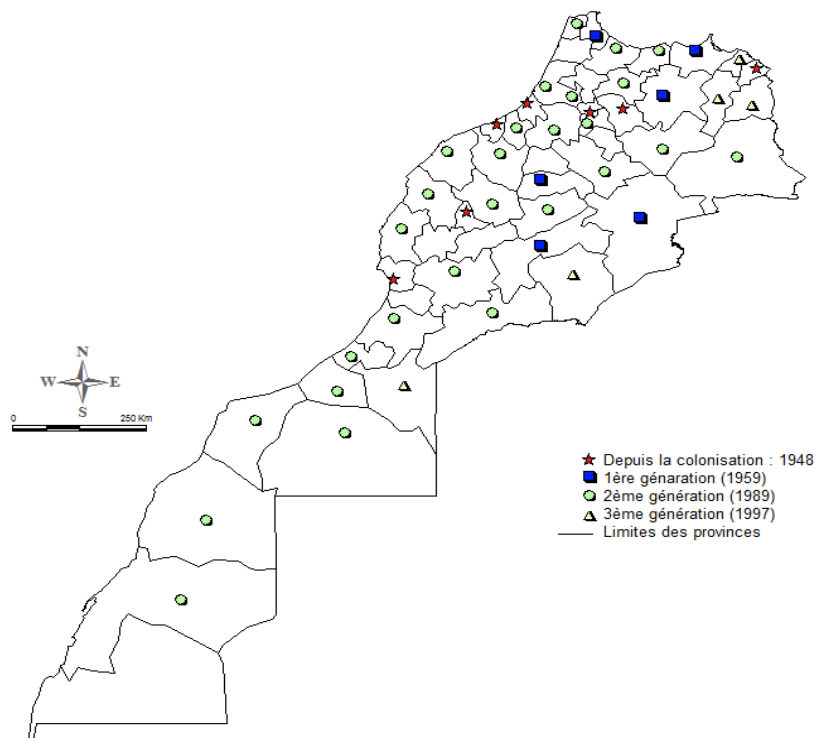 N
W E
S
0 250 Km
Depuis la colonisation : 1948
1ère génaration (1959)
2ème génération (1989)
3ème génération (1997)
Limites des provinces